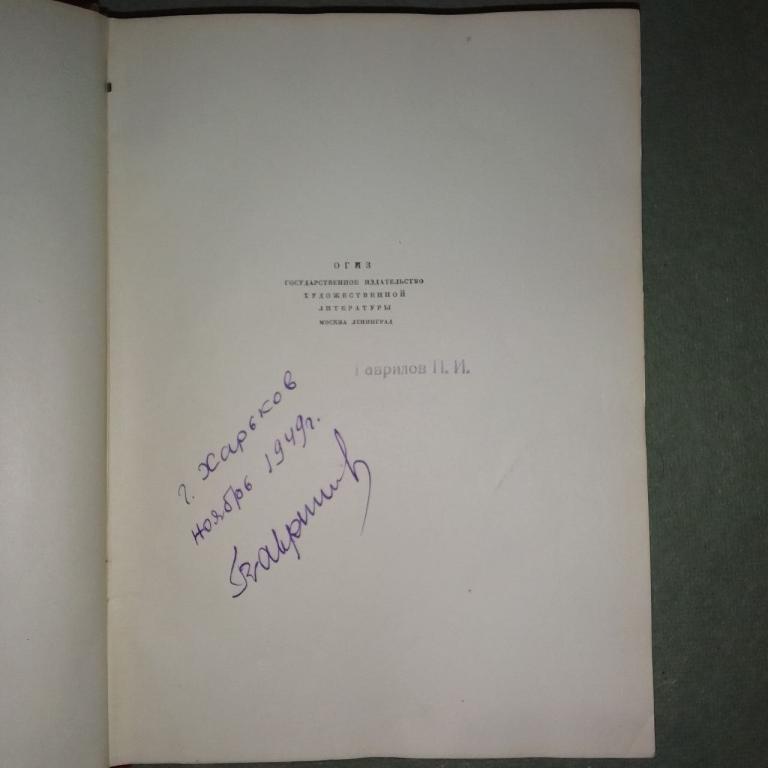 ОГИЗ
ГОСУДАРСТВЕННОЕ ИЗДАТЕЛЬСТВО
ХУДОЖЕСТВЕННОЙ
ЛИТЕРАТУРЫ
МОСКВА ЛЕНИНГРАД
Гаврилов П. И.
г. Харьков
ноябрь 1949г.